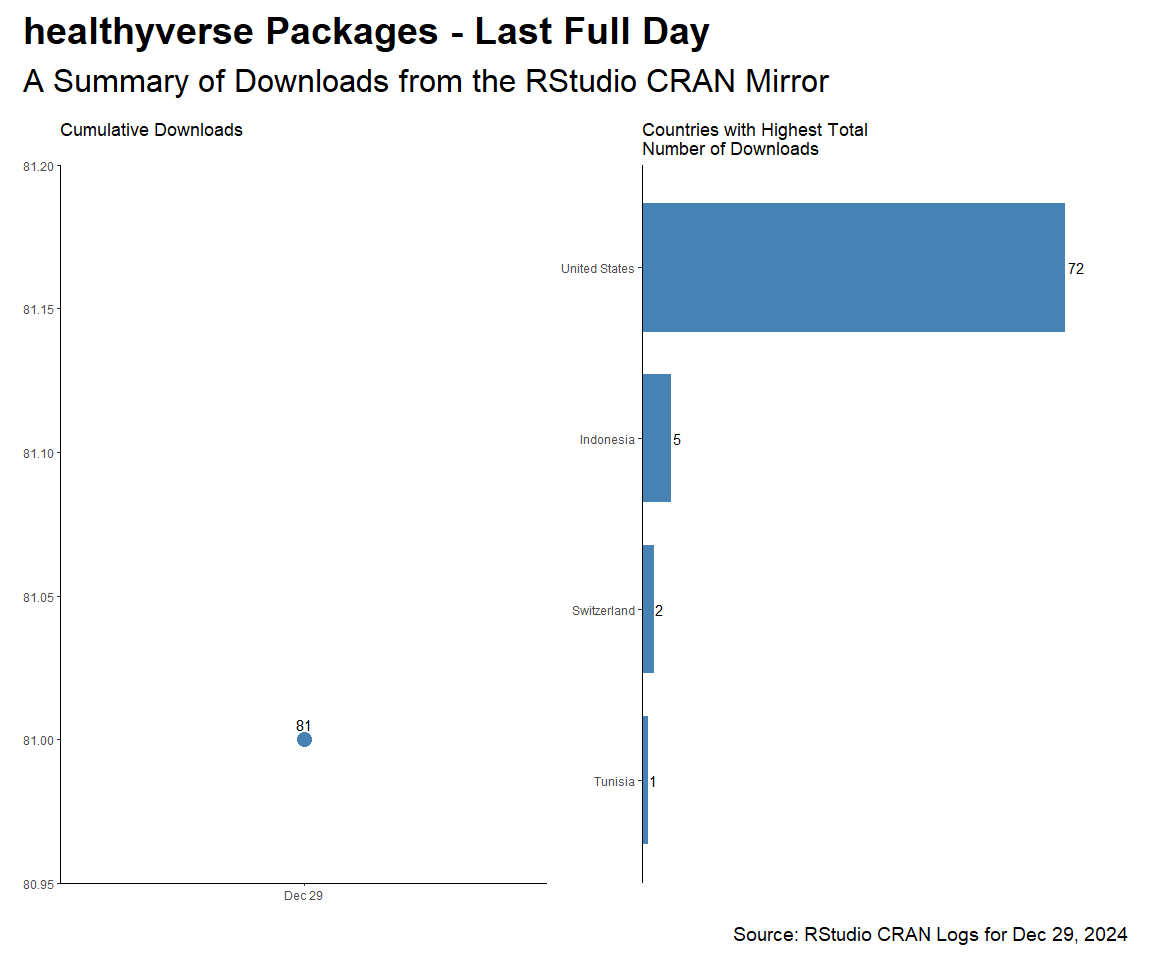 healthyverse Packages - Last Full Day
A Summary of Downloads from the RStudio CRAN Mirror
Cumulative Downloads
81.20
81.15
81.10
81.05
81.00
80.95
81
Dec 29
Countries with Highest Total
Number of Downloads
United States
72
Indonesia
5
Switzerland
2
Tunisia
1
Source: RStudio CRAN Logs for Dec 29, 2024